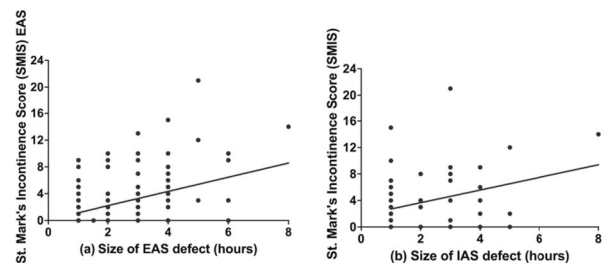 St. Mark's Incontinence Score (SMIS) EAS
24
20
16
12
8
4
0
0 2 4 6 8
(a) Size of EAS defect (hours)
St. Mark's Incontinence Score (SMIS)
24
20
16
12
8
4
0
0 2 4 6 8
(b) Size of IAS defect (hours)